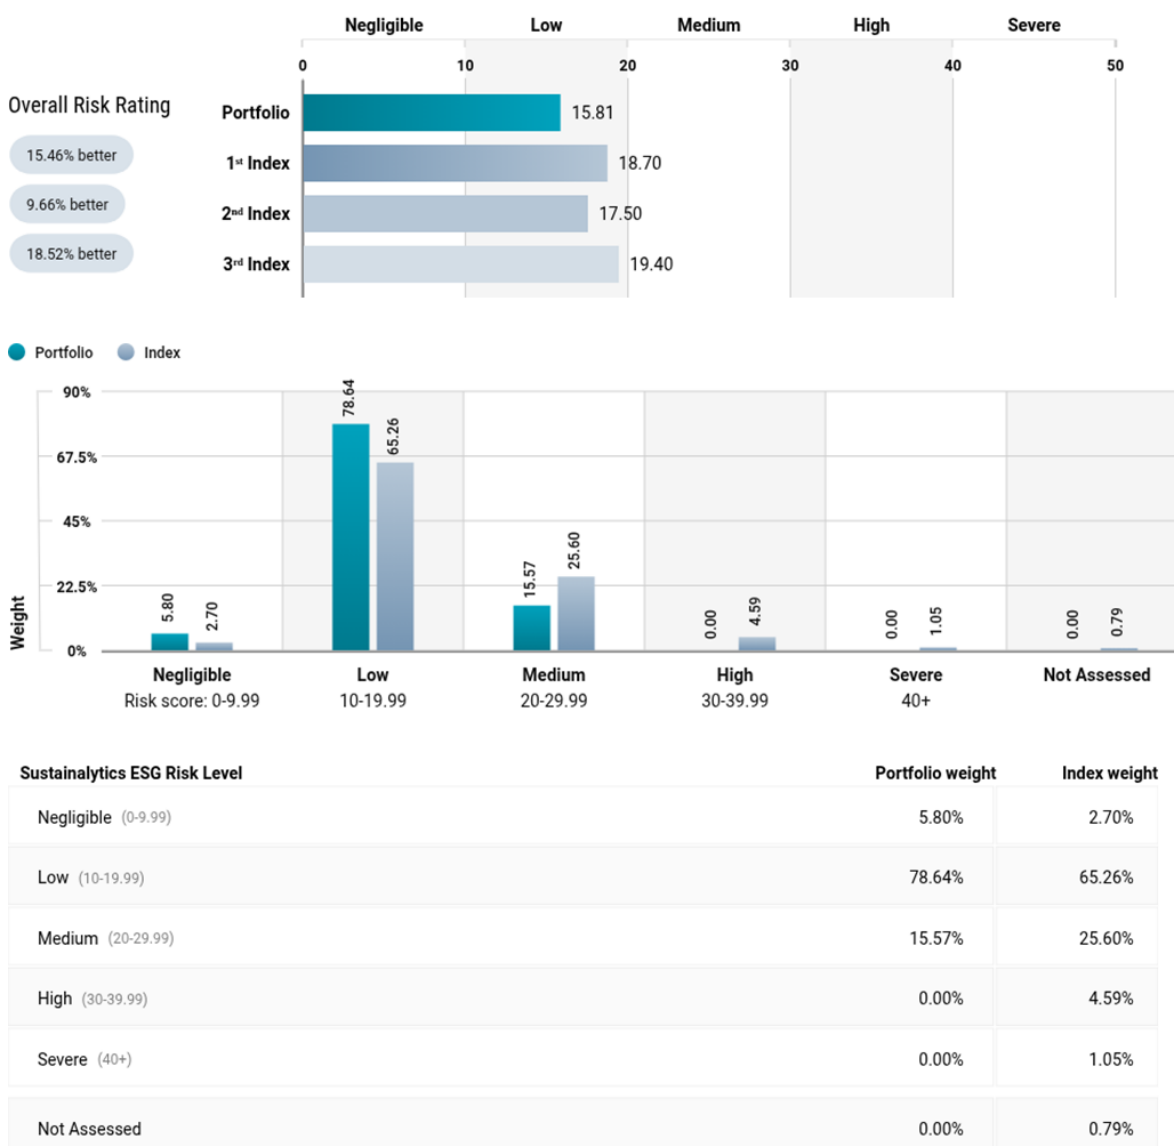 Negligible Low Medium High Severe
0 10 20 30 40 50
Overall Risk Rating
15.46% better
9.66% better
18.52% better
Portfolio 15.81
1st Index 18.70
2nd Index 17.50
3rd Index 19.40
Portfolio Index
Weight
90%
67.5%
45%
22.5%
0%
5.80 2.70 78.64 65.26 15.57 25.60 0.00 4.59 0.00 1.05 0.00 0.79
Negligible Low Medium High Severe Not Assessed
Risk score: 0-9.99 10-19.99 20-29.99 30-39.99 40+
Sustainalytics ESG Risk Level Portfolio weight Index weight
Negligible (0-9.99) 5.80% 2.70%
Low (10-19.99) 78.64% 65.26%
Medium (20-29.99) 15.57% 25.60%
High (30-39.99) 0.00% 4.59%
Severe (40+) 0.00% 1.05%
Not Assessed 0.00% 0.79%